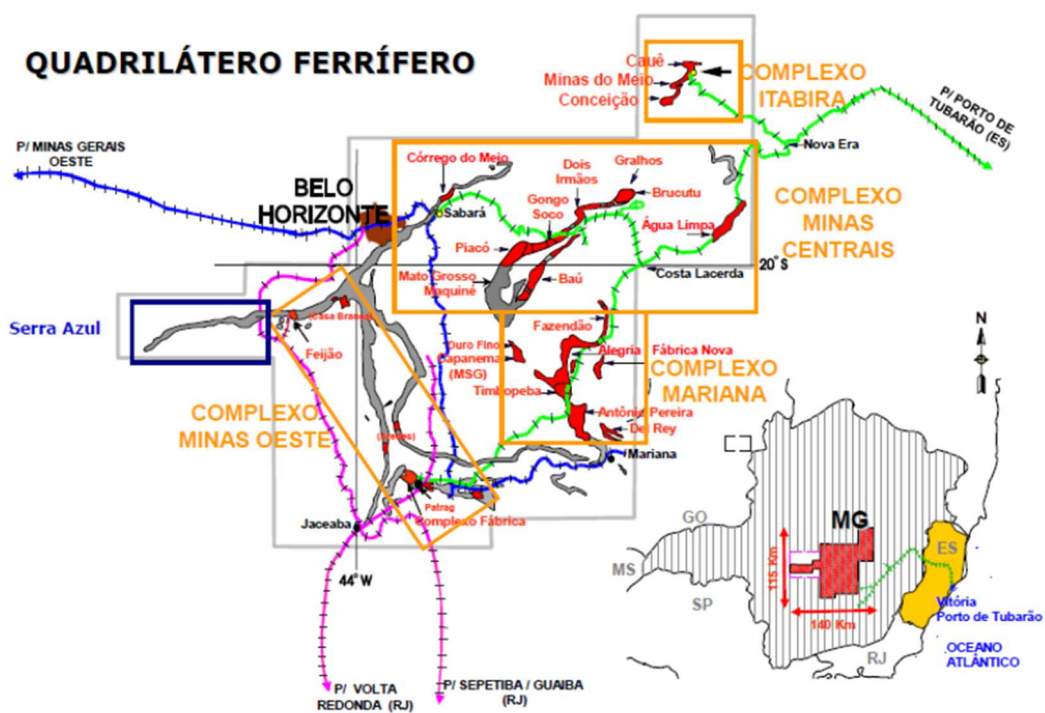 QUADRILÁTERO FERRÍFERO
Cauê
Minas do Meio
Conceição
COMPLEXO
ITABIRA
P/ PORTO DE
TUBARÃO (ES)
P/ MINAS GERAIS
OESTE
Nova Era
Córrego do Meio
Dois
Irmãos
Gralhos
BELO
HORIZONTE
Sabará
Gongo
Soco
Brucutu
COMPLEXO
MINAS
CENTRAIS
Água Limpa
Piacó
Mato Grosso
Maquiné
Baú
Costa Lacerda
20° S
Serra Azul
(Casa Branca)
Feijão
Fazendão
Ouro Fino
Capanema
(MSG)
Alegria
Fábrica Nova
COMPLEXO
MARIANA
Timbopeba
COMPLEXO
MINAS OESTE
Antônio Pereira
Del Rey
Mariana
Patrag
Complexo Fábrica
Jaceaba
44° W
P/ VOLTA
REDONDA (RJ)
P/ SEPETIBA / GUAIBA
(RJ)
N
MG
GO
MS
SP
ES
RJ
115 Km
140 Km
Vitória
Porto de Tubarão
OCEANO
ATLÂNTICO